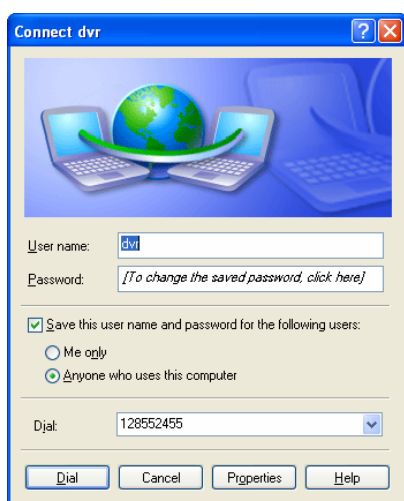 Connect dvr
User name: dvr
Password: [To change the saved password, click here]
Save this user name and password for the following users:
Me only
Anyone who uses this computer
Dial: 128552455
Dial Cancel Properties Help